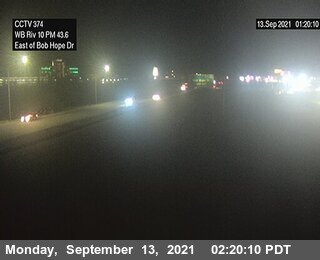 CCTV 374
WB Riv 10 PM 43.6
East of Bob Hope Dr
13.Sep 2021 01:20:10
Monday, September 13, 2021 02:20:10 PDT